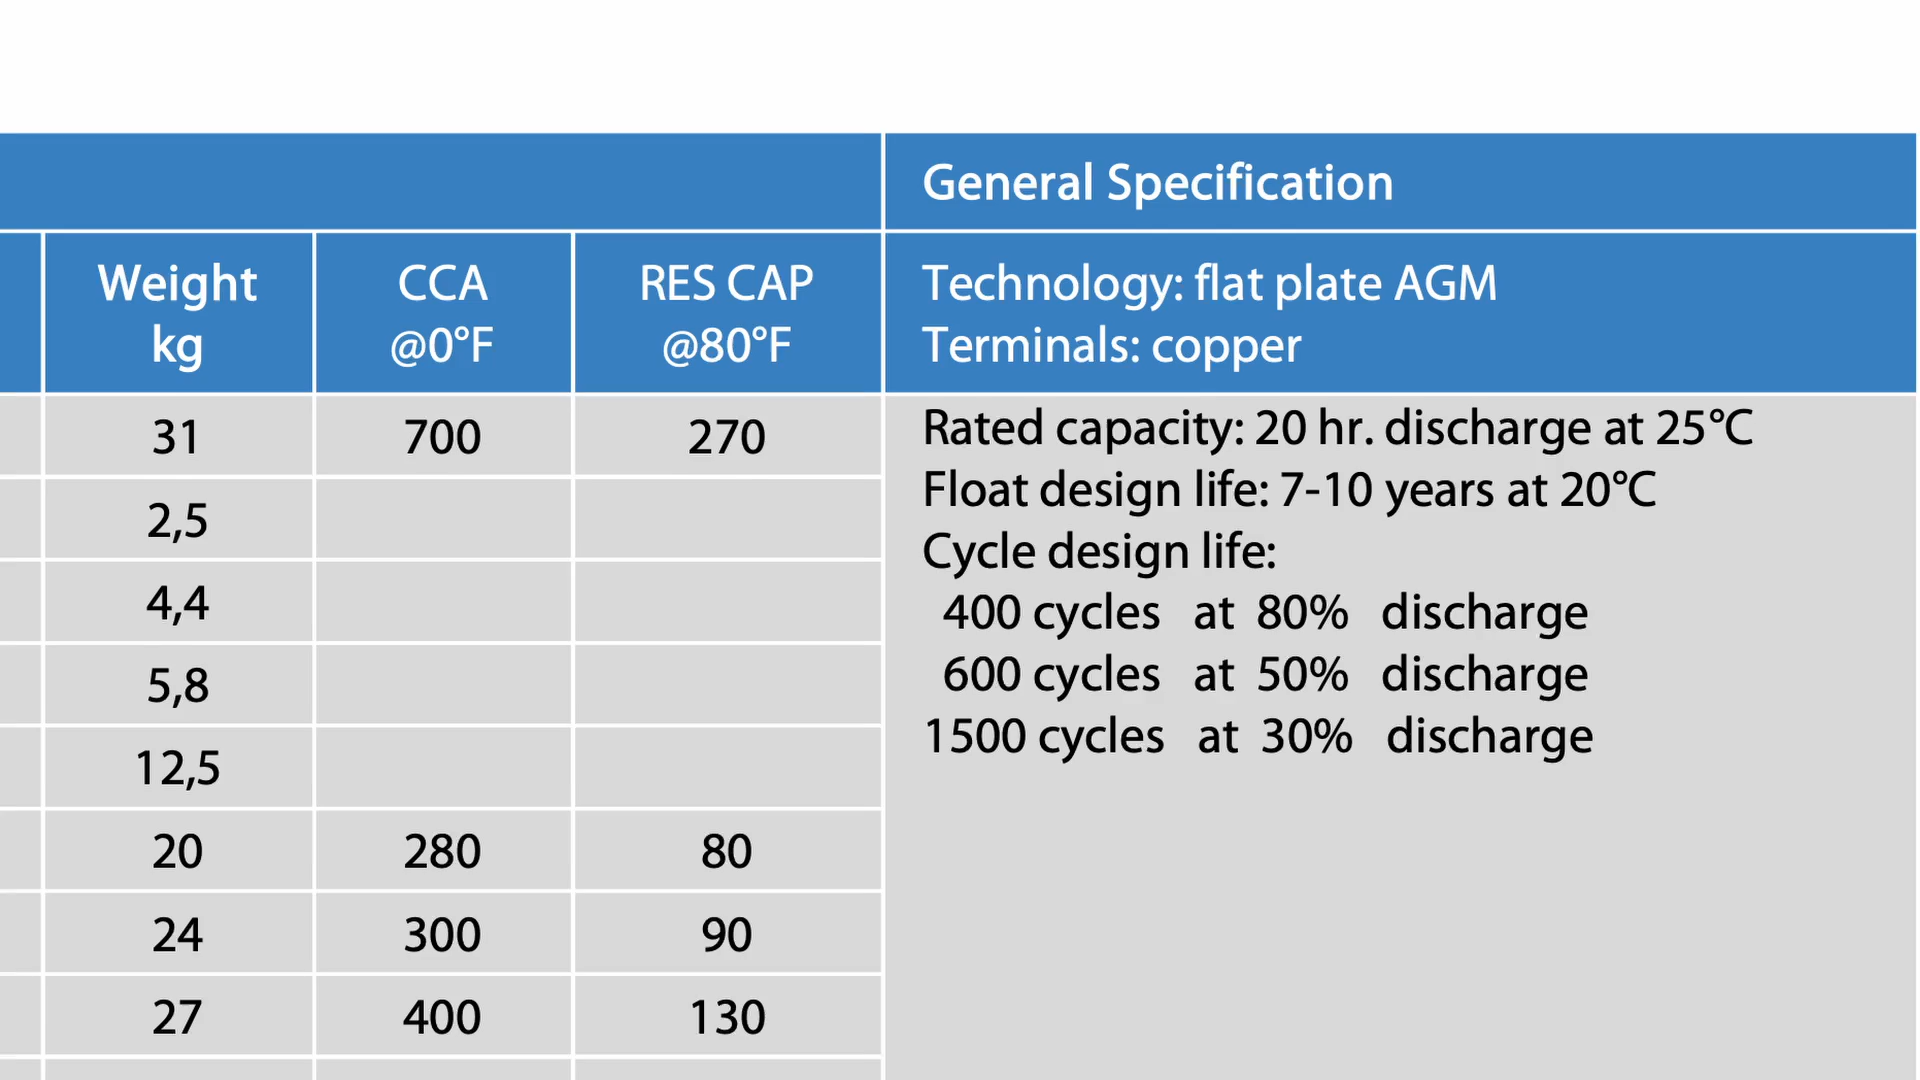 General Specification
Weight kg CCA @0°F RES CAP @80°F
Technology: flat plate AGM
Terminals: copper
31 700 270
2,5
4,4
5,8
12,5
20 280 80
24 300 90
27 400 130
Rated capacity: 20 hr. discharge at 25°C
Float design life: 7-10 years at 20°C
Cycle design life:
400 cycles at 80% discharge
600 cycles at 50% discharge
1500 cycles at 30% discharge